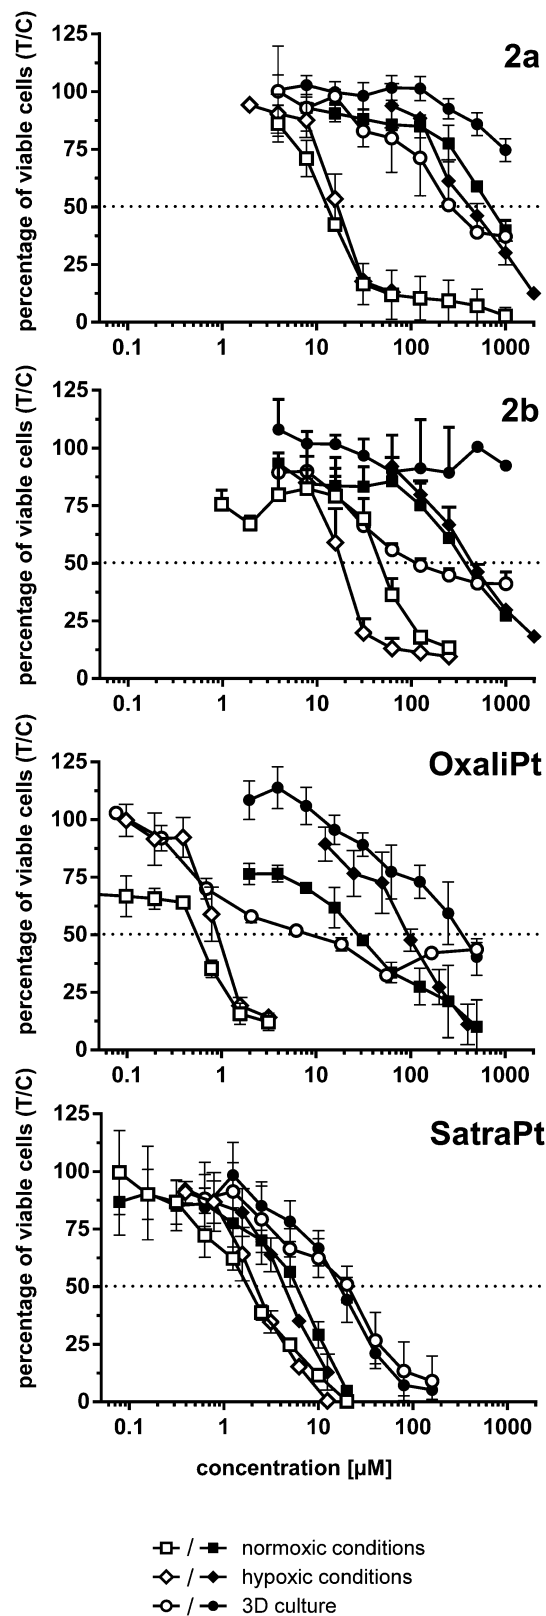 percentage of viable cells (T/C)
2a
125
100
75
50
25
0
0.1 1 10 100 1000
percentage of viable cells (T/C)
2b
125
100
75
50
25
0
0.1 1 10 100 1000
percentage of viable cells (T/C)
OxaliPt
125
100
75
50
25
0
0.1 1 10 100 1000
percentage of viable cells (T/C)
SatraPt
125
100
75
50
25
0
0.1 1 10 100 1000
concentration [µM]
/ normoxic conditions
/ hypoxic conditions
/ 3D culture